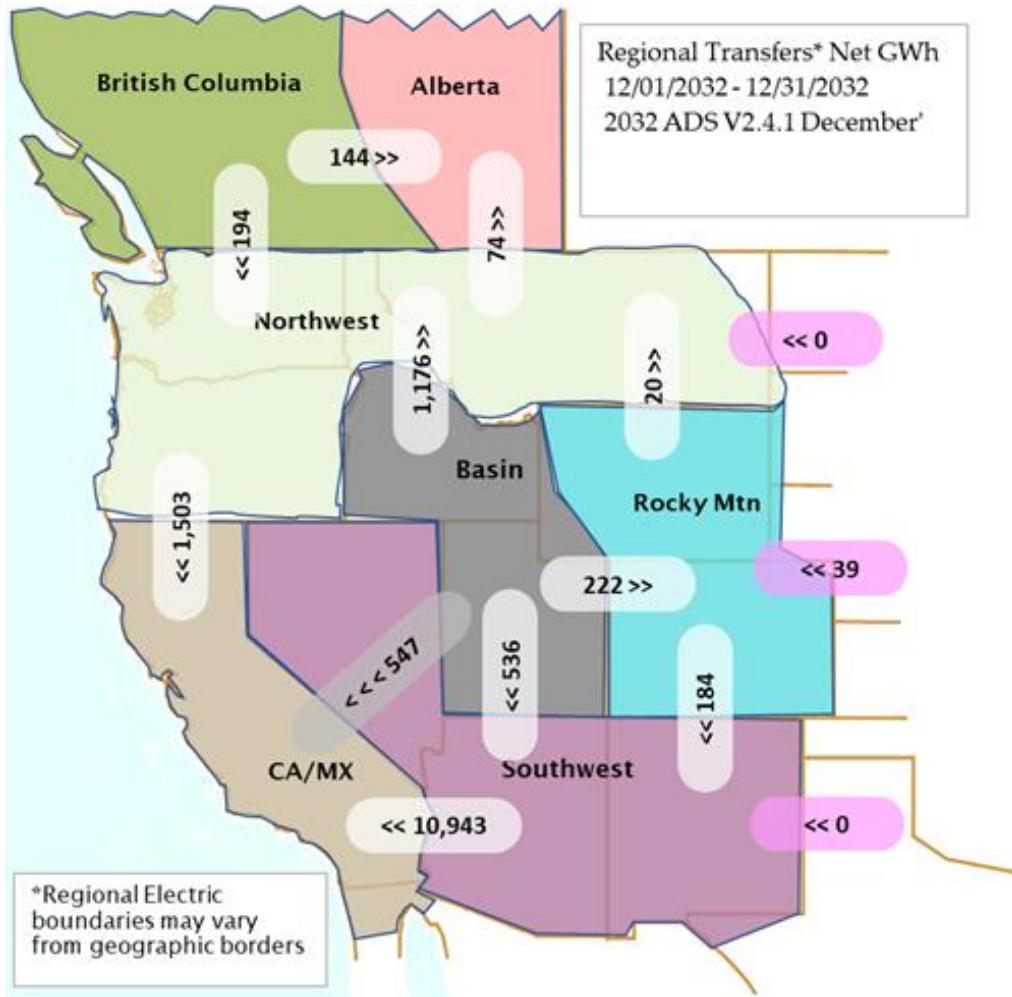 Regional Transfers* Net GWh
12/01/2032 - 12/31/2032
2032 ADS V2.4.1 December'
British Columbia
Alberta
144 >>
<< 194
74 >>
Northwest
1,176 >>
20 >>
<< 0
Basin
Rocky Mtn
<< 1,503
222 >>
<< 39
< < < 547
<< 536
<< 184
CA/MX
Southwest
<< 10,943
<< 0
*Regional Electric
boundaries may vary
from geographic borders